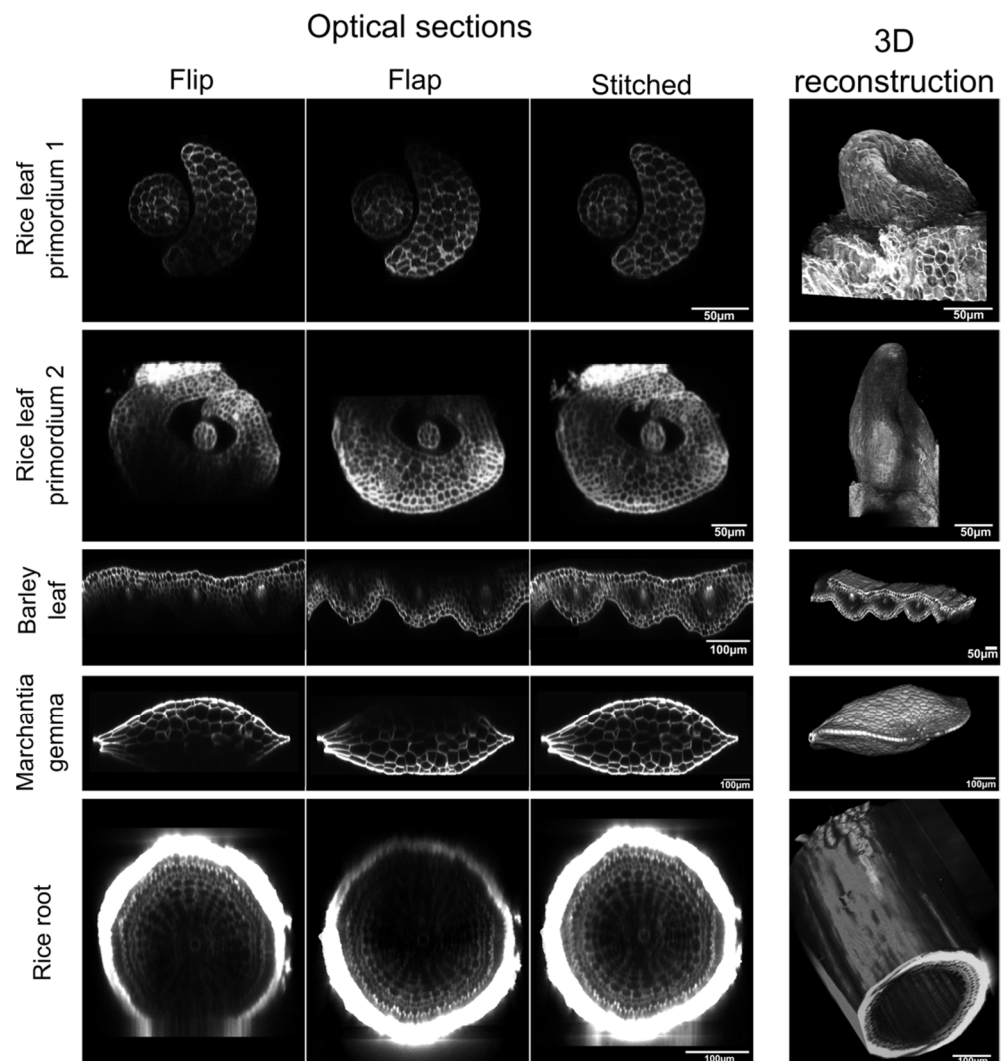 Optical sections
3D
reconstruction
Flip
Flap
Stitched
Rice leaf
primordium 1
50µm
50µm
Rice leaf
primordium 2
50µm
50µm
Barley
leaf
100µm
50µm
Marchantia
gemma
100µm
100µm
Rice root
100µm
100µm